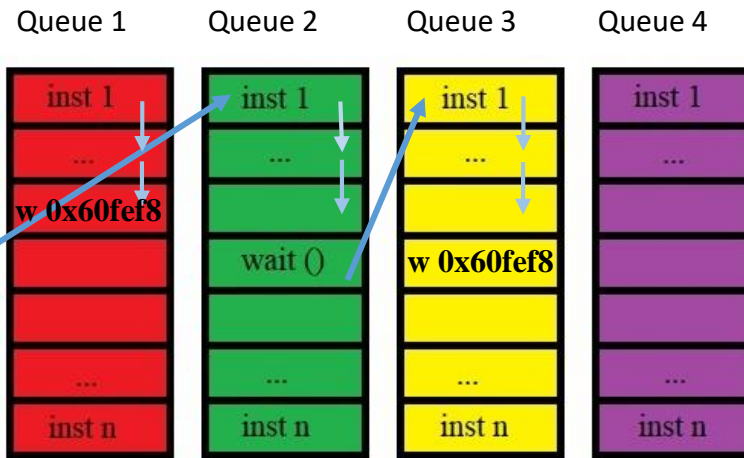 Queue 1 Queue 2 Queue 3 Queue 4
inst 1 inst 1 inst 1 inst 1
... ... ... ...
w 0x60fef8
wait () w 0x60fef8
... ... ... ...
inst n inst n inst n inst n